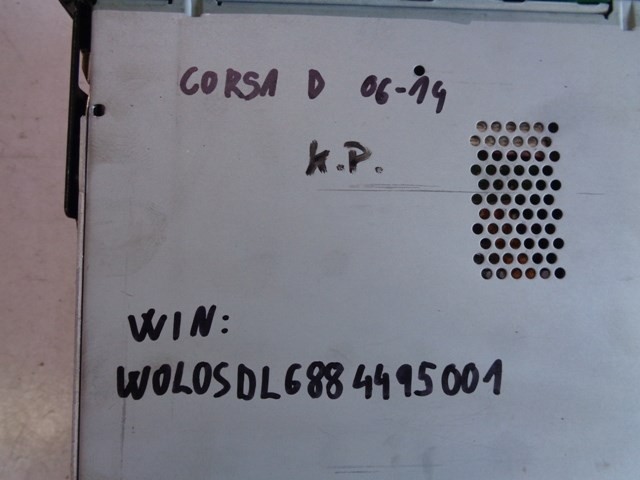 CORSA D 06-14
K.P.
WIN:
WOLOSDL6884495001